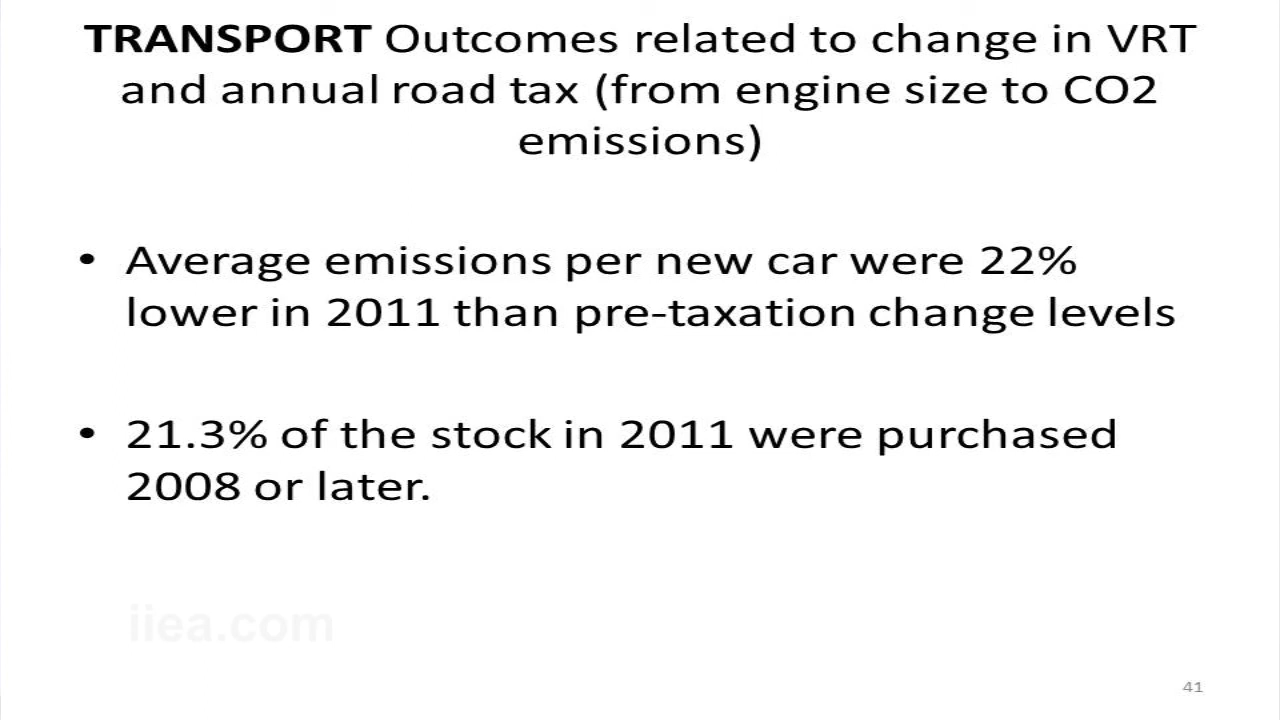 TRANSPORT Outcomes related to change in VRT
and annual road tax (from engine size to CO2
emissions)
• Average emissions per new car were 22%
lower in 2011 than pre-taxation change levels
• 21.3% of the stock in 2011 were purchased
2008 or later.
iiea.com
41